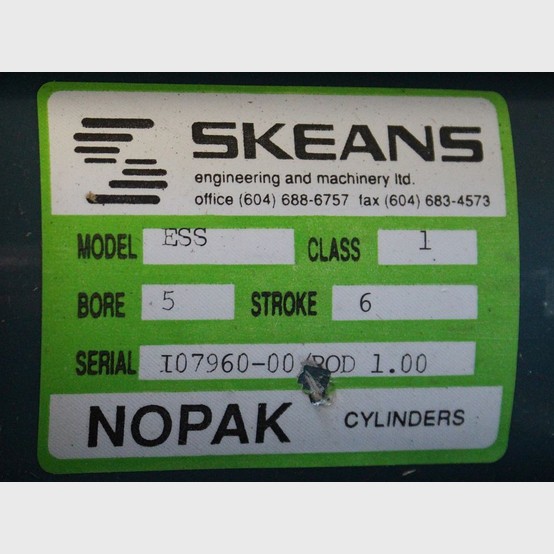 SKEANS
engineering and machinery ltd.
office (604) 688-6757 fax (604) 683-4573
MODEL ESS CLASS 1
BORE 5 STROKE 6
SERIAL I07960-00 ROD 1.00
NOPAK CYLINDERS